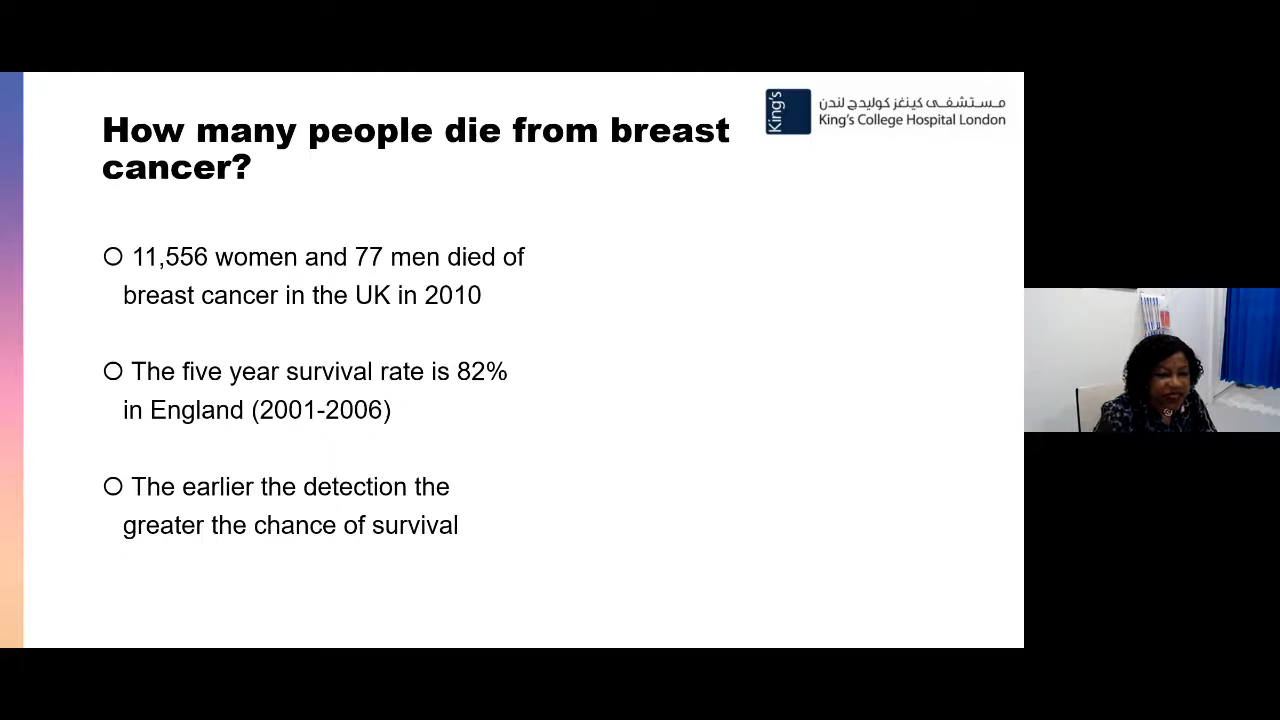 How many people die from breast
cancer?
King's
مستشفى كينغز كوليدج لندن
King's College Hospital London
O 11,556 women and 77 men died of
breast cancer in the UK in 2010
O The five year survival rate is 82%
in England (2001-2006)
O The earlier the detection the
greater the chance of survival